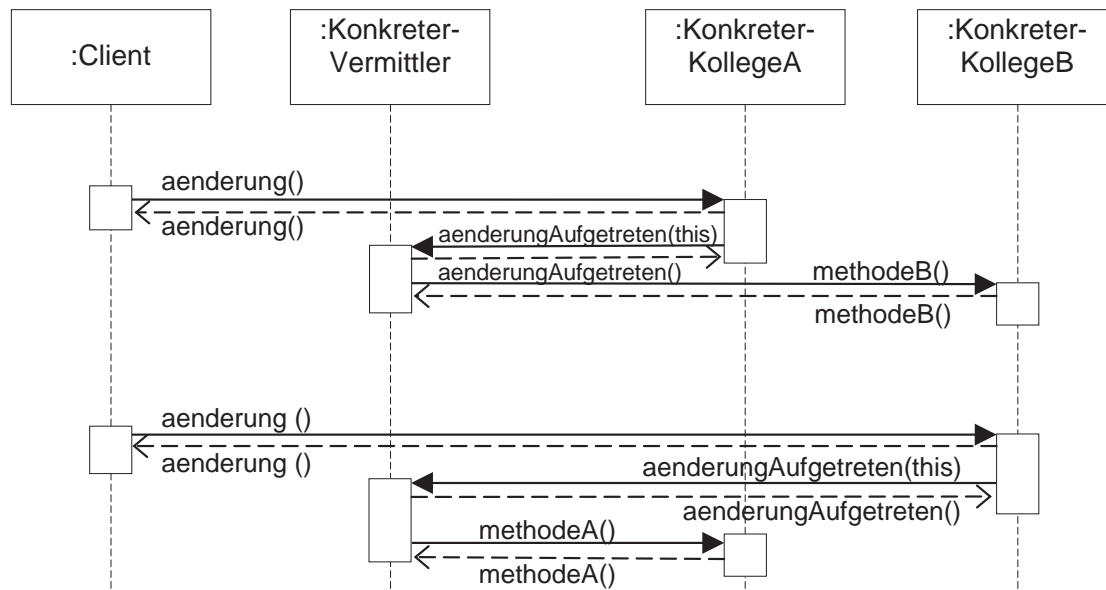 :Client
:Konkreter-
Vermittler
:Konkreter-
KollegeA
:Konkreter-
KollegeB
aenderung()
aenderung()
aenderungAufgetreten(this)
aenderungAufgetreten()
methodeB()
methodeB()
aenderung ()
aenderung ()
aenderungAufgetreten(this)
aenderungAufgetreten()
methodeA()
methodeA()